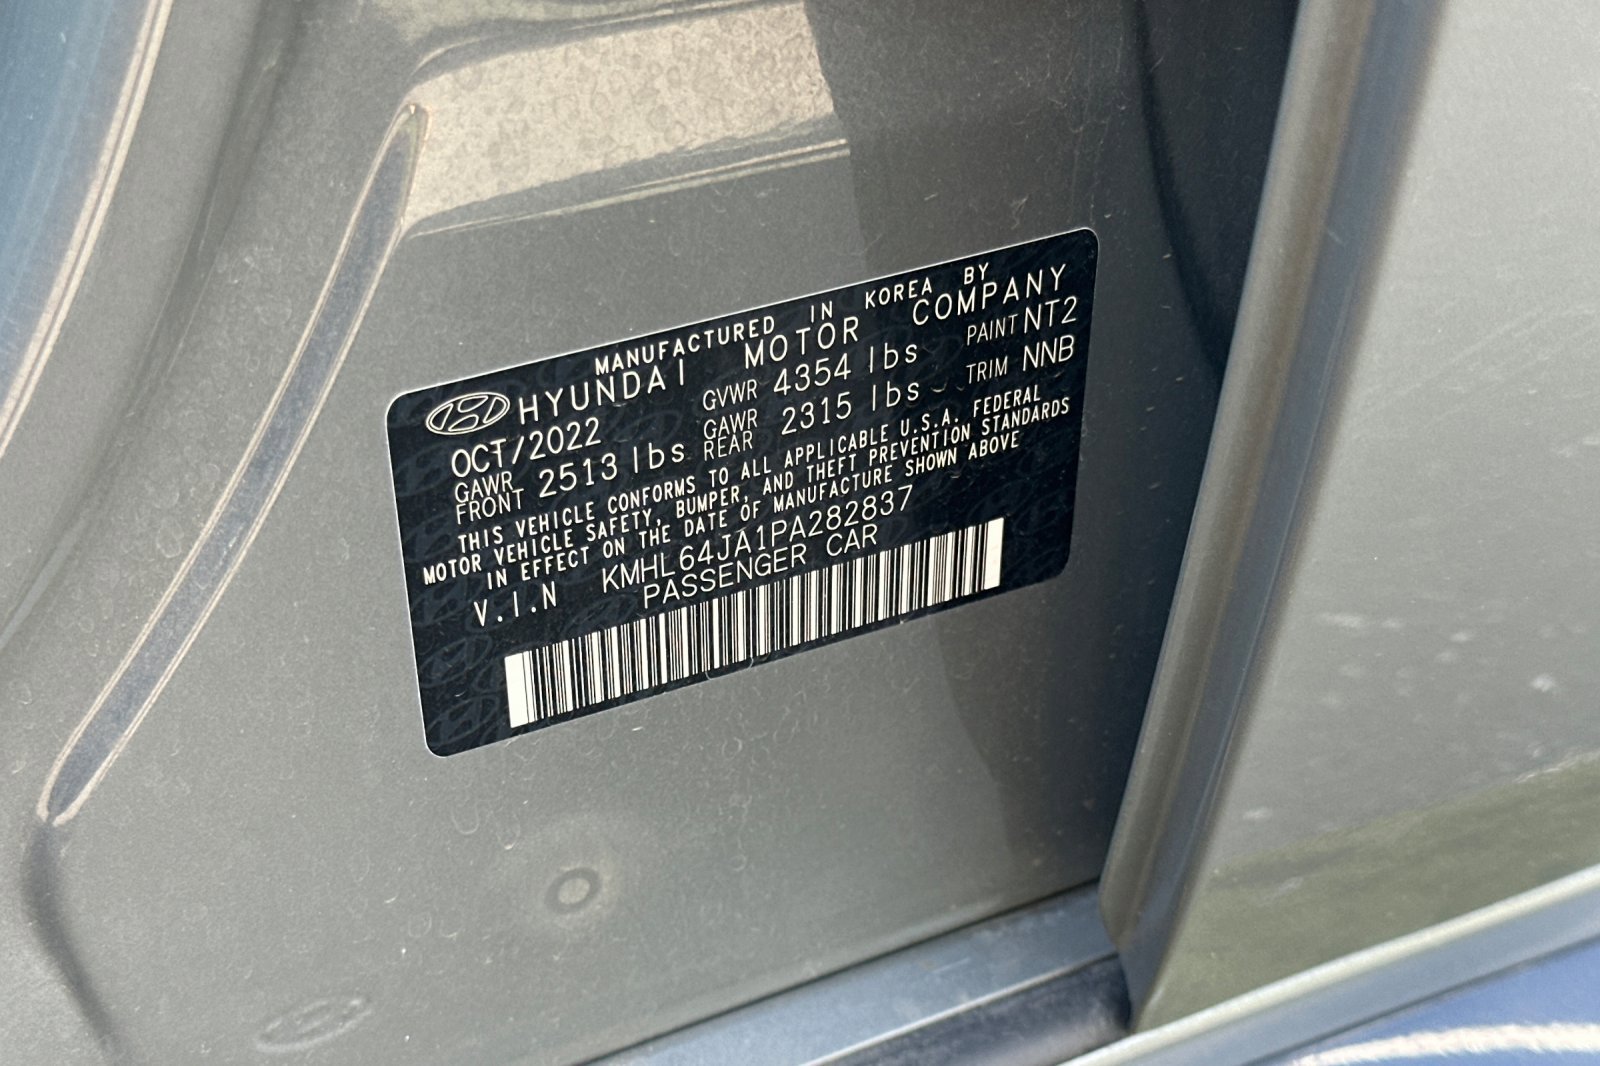 MANUFACTURED IN KOREA BY
HYUNDAI MOTOR COMPANY
OCT/2022 GVWR 4354 lbs PAINT NT2
GAWR FRONT 2513 lbs GAWR REAR 2315 lbs TRIM NNB
THIS VEHICLE CONFORMS TO ALL APPLICABLE U.S.A. FEDERAL
MOTOR VEHICLE SAFETY, BUMPER, AND THEFT PREVENTION STANDARDS
IN EFFECT ON THE DATE OF MANUFACTURE SHOWN ABOVE
V.I.N KMHL64JA1PA282837
PASSENGER CAR